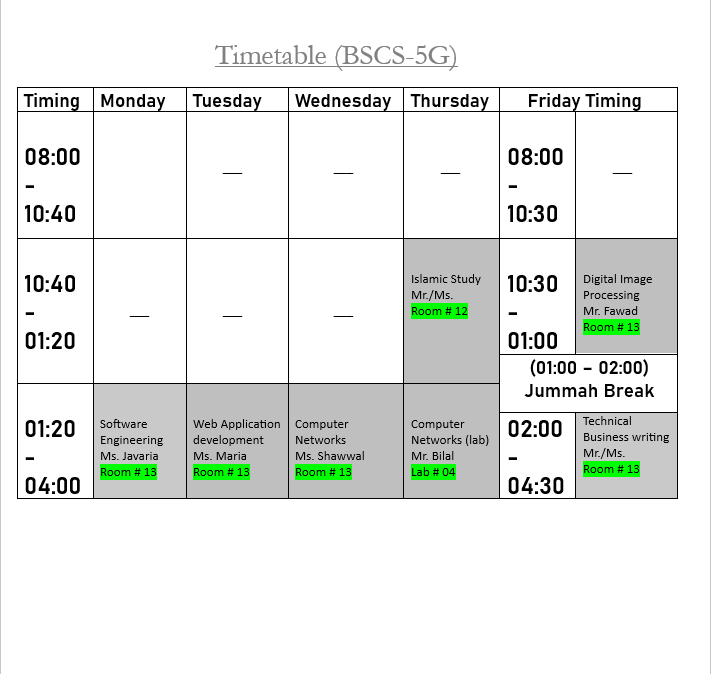 Timetable (BSCS-5G)
Timing Monday Tuesday Wednesday Thursday Friday Timing
08:00
–
10:40
—
—
—
08:00
–
10:30
—
10:40
–
01:20
—
—
—
Islamic Study
Mr./Ms.
Room # 12
10:30
–
01:00
Digital Image
Processing
Mr. Fawad
Room # 13
(01:00 – 02:00)
Jummah Break
01:20
–
04:00
Software
Engineering
Ms. Javaria
Room # 13
Web Application
development
Ms. Maria
Room # 13
Computer
Networks
Ms. Shawwal
Room # 13
Computer
Networks (lab)
Mr. Bilal
Lab # 04
02:00
–
04:30
Technical
Business writing
Mr./Ms.
Room # 13